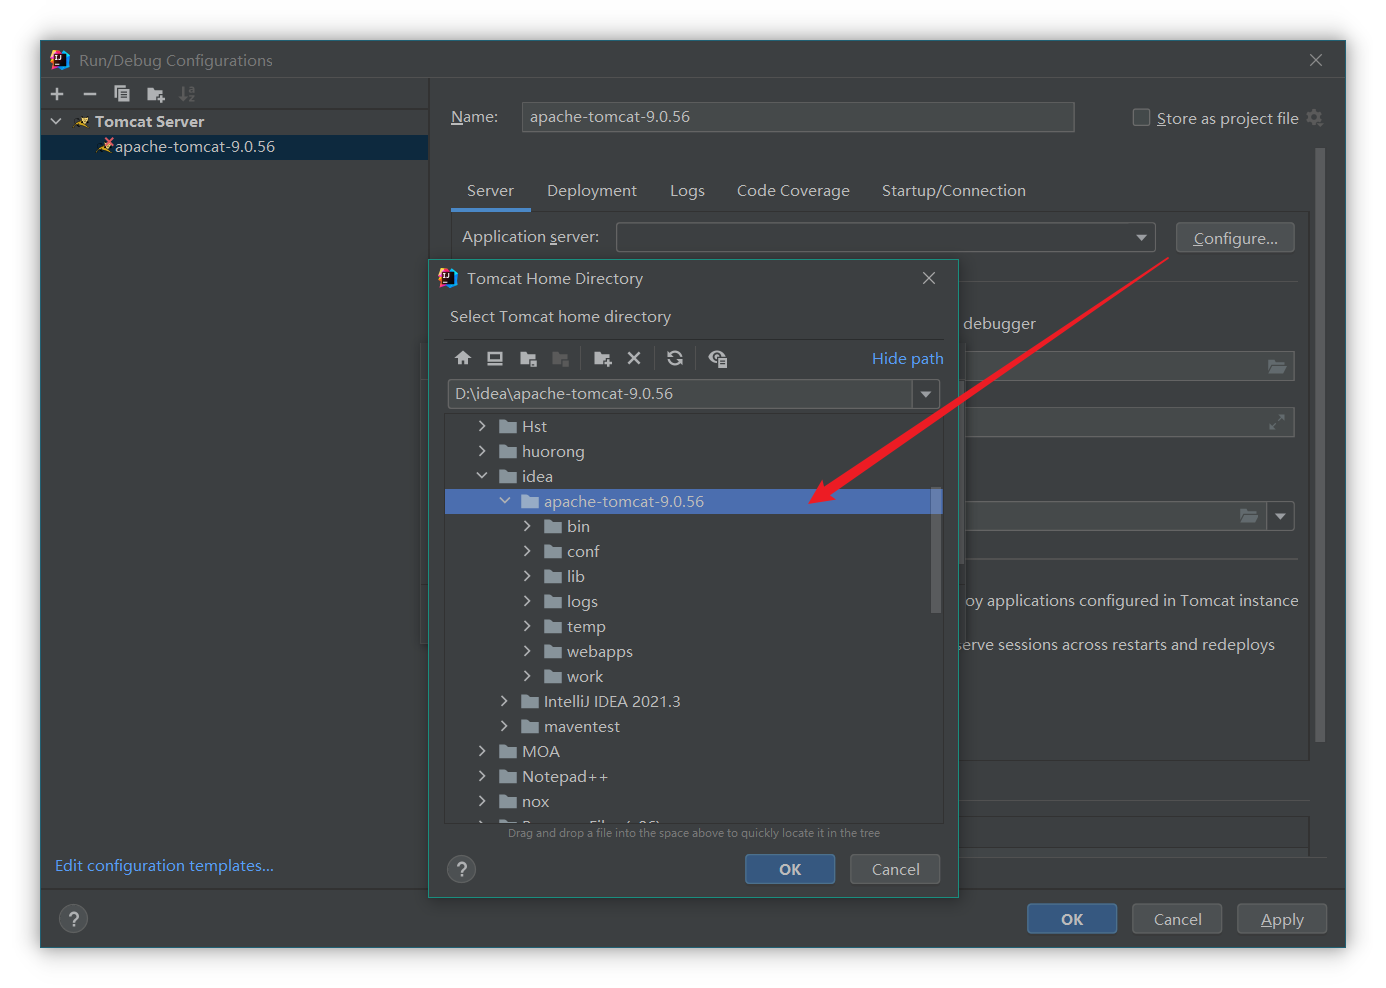 Run/Debug Configurations
Tomcat Server
apache-tomcat-9.0.56
Name:
apache-tomcat-9.0.56
Store as project file
Server
Deployment
Logs
Code Coverage
Startup/Connection
Application server:
Configure...
Tomcat Home Directory
Select Tomcat home directory
Hide path
D:\idea\apache-tomcat-9.0.56
Hst
huorong
idea
apache-tomcat-9.0.56
bin
conf
lib
logs
temp
webapps
work
IntelliJ IDEA 2021.3
maventest
MOA
Notepad++
nox
Drag and drop a file into the space above to quickly locate it in the tree
?
OK
Cancel
debugger
oy applications configured in Tomcat instance
serve sessions across restarts and redeploys
Edit configuration templates...
?
OK
Cancel
Apply